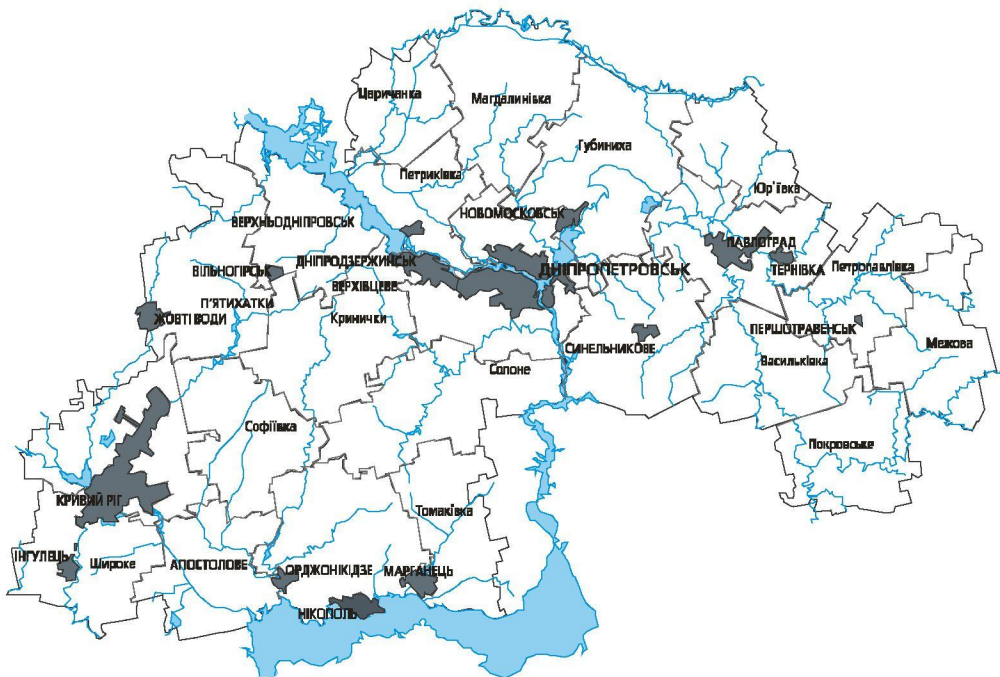 Царичанка
Магдалинівка
Губиниха
Петриківка
Юр'ївка
НОВОМОСКОВСЬК
ВЕРХНЬОДНІПРОВСЬК
ПАВЛОГРАД
ДНІПРОДЗЕРЖИНСЬК
ДНІПРОПЕТРОВСЬК
ТЕРНІВКА
Петропавлівка
ВІЛЬНОГІРСЬК
ВЕРХІВЦЕВЕ
П'ЯТИХАТКИ
ЖОВТІ ВОДИ
Кринички
ПЕРШОТРАВЕНСЬК
Межова
СИНЕЛЬНИКОВЕ
Васильківка
Солоне
Софіївка
Покровське
КРИВИЙ РІГ
Томаківка
ІНГУЛЕЦЬ
Широке
АПОСТОЛОВЕ
ОРДЖОНІКІДЗЕ
МАРГАНЕЦЬ
НІКОПОЛЬ